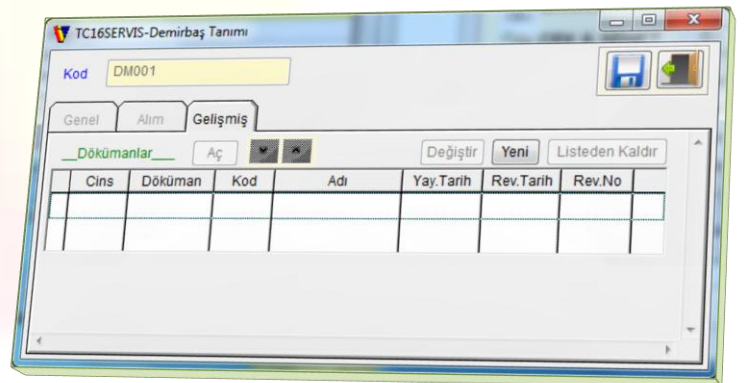 TC16SERVIS-Demirbaş Tanımı
Kod DM001
Genel Alım Gelişmiş
__Dökümanlar___ Aç Değiştir Yeni Listeden Kaldır
Cins Döküman Kod Adı Yay.Tarih Rev.Tarih Rev.No